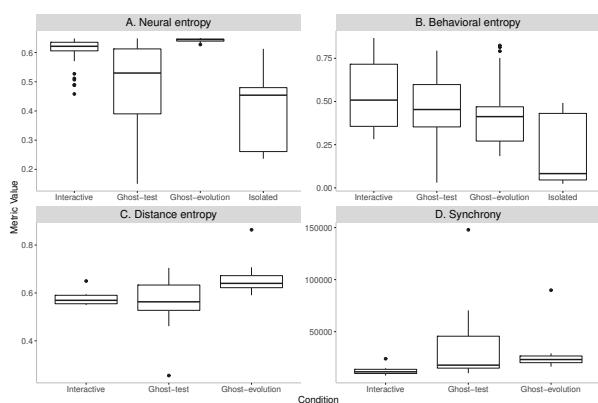 A. Neural entropy
B. Behavioral entropy
0.6
0.5
0.4
0.3
0.2
0.75
0.50
0.25
0.00
Interactive Ghost-test Ghost-evolution Isolated
Interactive Ghost-test Ghost-evolution Isolated
Metric Value
C. Distance entropy
D. Synchrony
0.8
0.6
0.4
150000
100000
50000
Interactive Ghost-test Ghost-evolution
Interactive Ghost-test Ghost-evolution
Condition